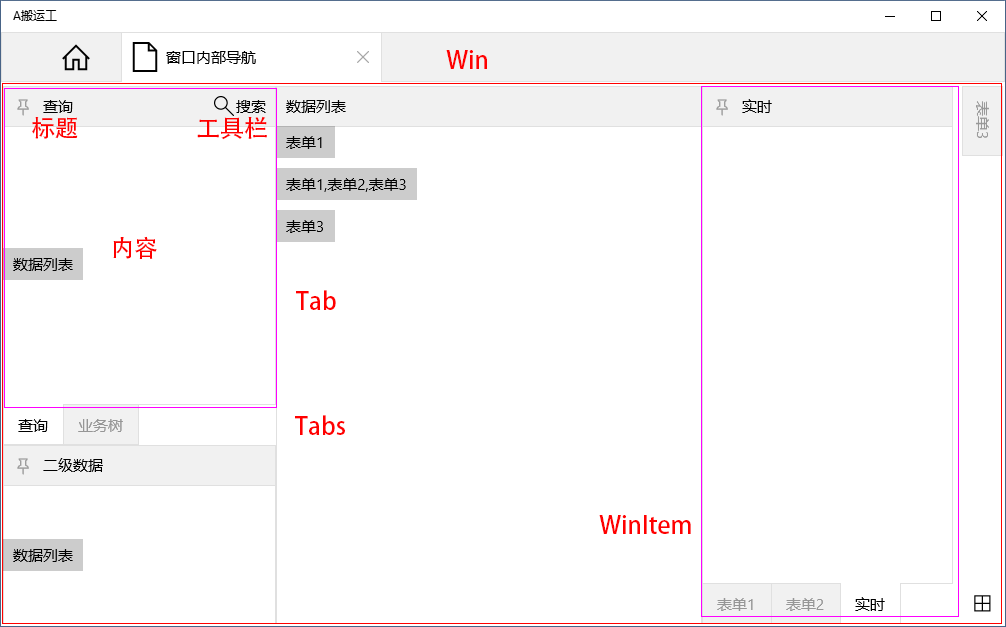 A搬运工
窗口内部导航
Win
查询
搜索
标题
工具栏
内容
数据列表
查询
业务树
二级数据
数据列表
数据列表
表单1
表单1,表单2,表单3
表单3
Tab
Tabs
WinItem
实时
表单1
表单2
实时
表单3